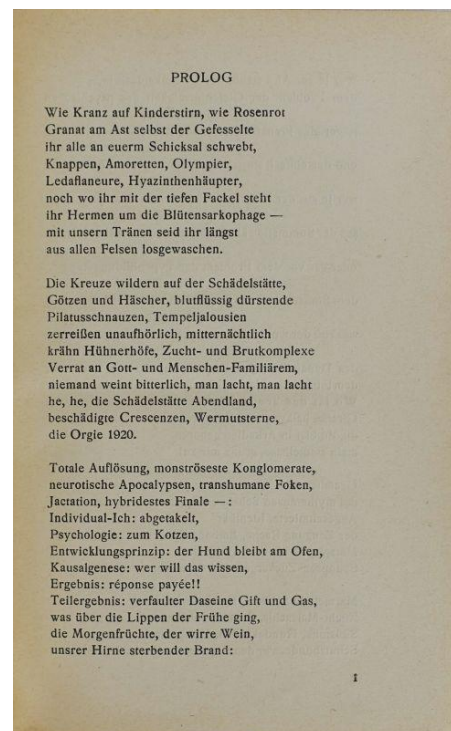 PROLOG
Wie Kranz auf Kinderstirn, wie Rosenrot
Granat am Ast selbst der Gefesselte
ihr alle an euerm Schicksal schwebt,
Knappen, Amoretten, Olympier,
Ledaflaneure, Hyazinthenhäupter,
noch wo ihr mit der tiefen Fackel steht
ihr Hermen um die Blütensarkophage —
mit unsern Tränen seid ihr längst
aus allen Felsen losgewaschen.
Die Kreuze wildern auf der Schädelstätte,
Götzen und Häscher, blutflüssig dürstende
Pilatusschnauzen, Tempeljalousien
zerreißen unaufhörlich, mitternächtlich
krähn Hühnerhöfe, Zucht- und Brutkomplexe
Verrat an Gott- und Menschen-Familiärem,
niemand weint bitterlich, man lacht, man lacht
he, he, die Schädelstätte Abendland,
beschädigte Crescenzen, Wermutsterne,
die Orgie 1920.
Totale Auflösung, monströseste Konglomerate,
neurotische Apocalypsen, transhumane Foken,
Jactation, hybridestes Finale — :
Individual-Ich: abgetakelt,
Psychologie: zum Kotzen,
Entwicklungsprinzip: der Hund bleibt am Ofen,
Kausalgenese: wer will das wissen,
Ergebnis: réponse payée!!
Teilergebnis: verfaulter Daseine Gift und Gas,
was über die Lippen der Frühe ging,
die Morgenfrüchte, der wirre Wein,
unsrer Hirne sterbender Brand:
1